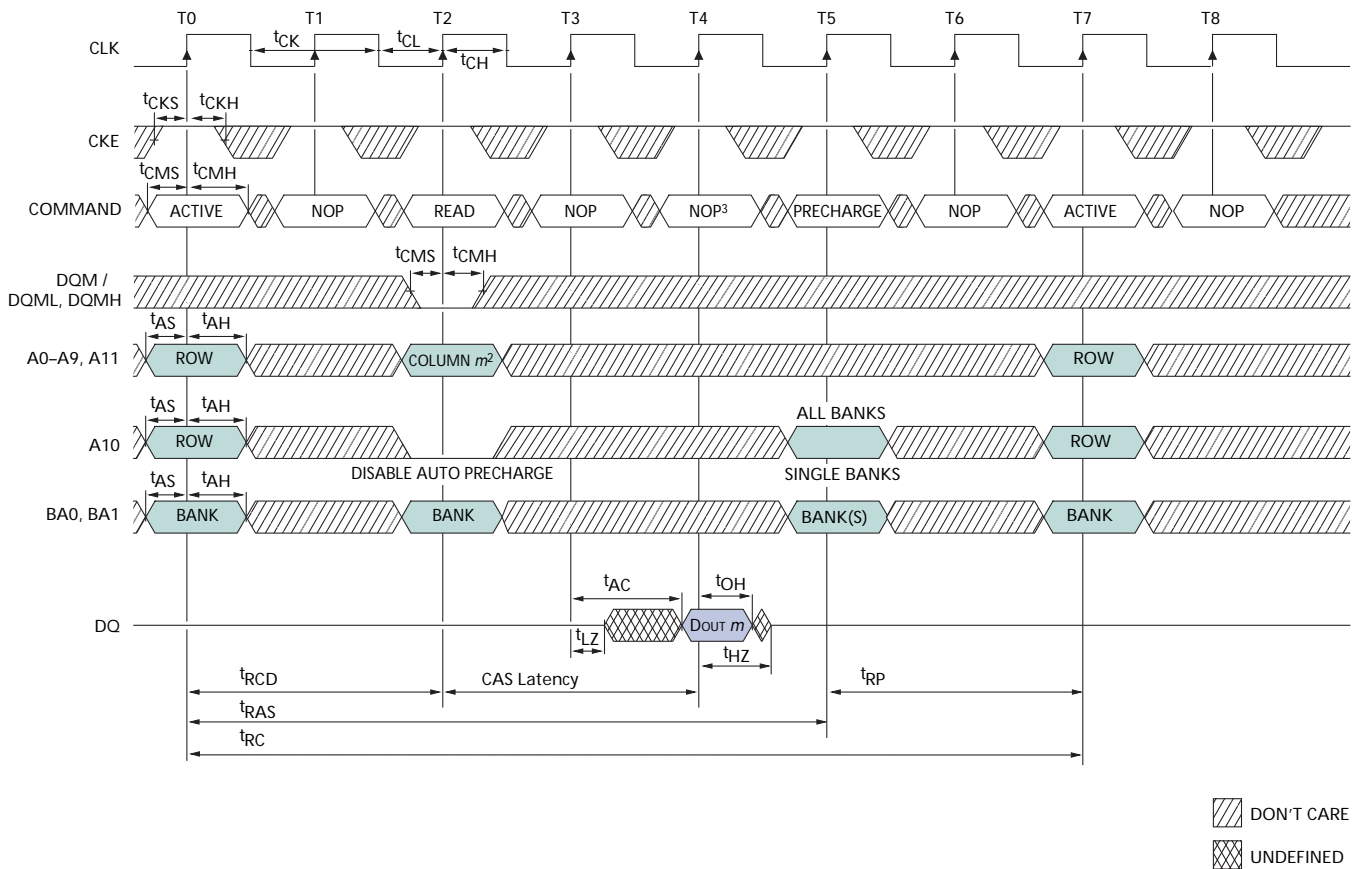 T0 T1 T2 T3 T4 T5 T6 T7 T8
CLK
tCK tCL
tCH
tCKS tCKH
CKE
tCMS tCMH
COMMAND ACTIVE NOP READ NOP NOP3 PRECHARGE NOP ACTIVE NOP
tCMS tCMH
DQM /
DQML, DQMH
tAS tAH
A0–A9, A11 ROW COLUMN m2 ROW
tAS tAH ALL BANKS
A10 ROW ROW
DISABLE AUTO PRECHARGE SINGLE BANKS
tAS tAH
BA0, BA1 BANK BANK BANK(S) BANK
tAC tOH
DQ DOUT m
tLZ tHZ
tRCD CAS Latency tRP
tRAS
tRC
DON'T CARE
UNDEFINED